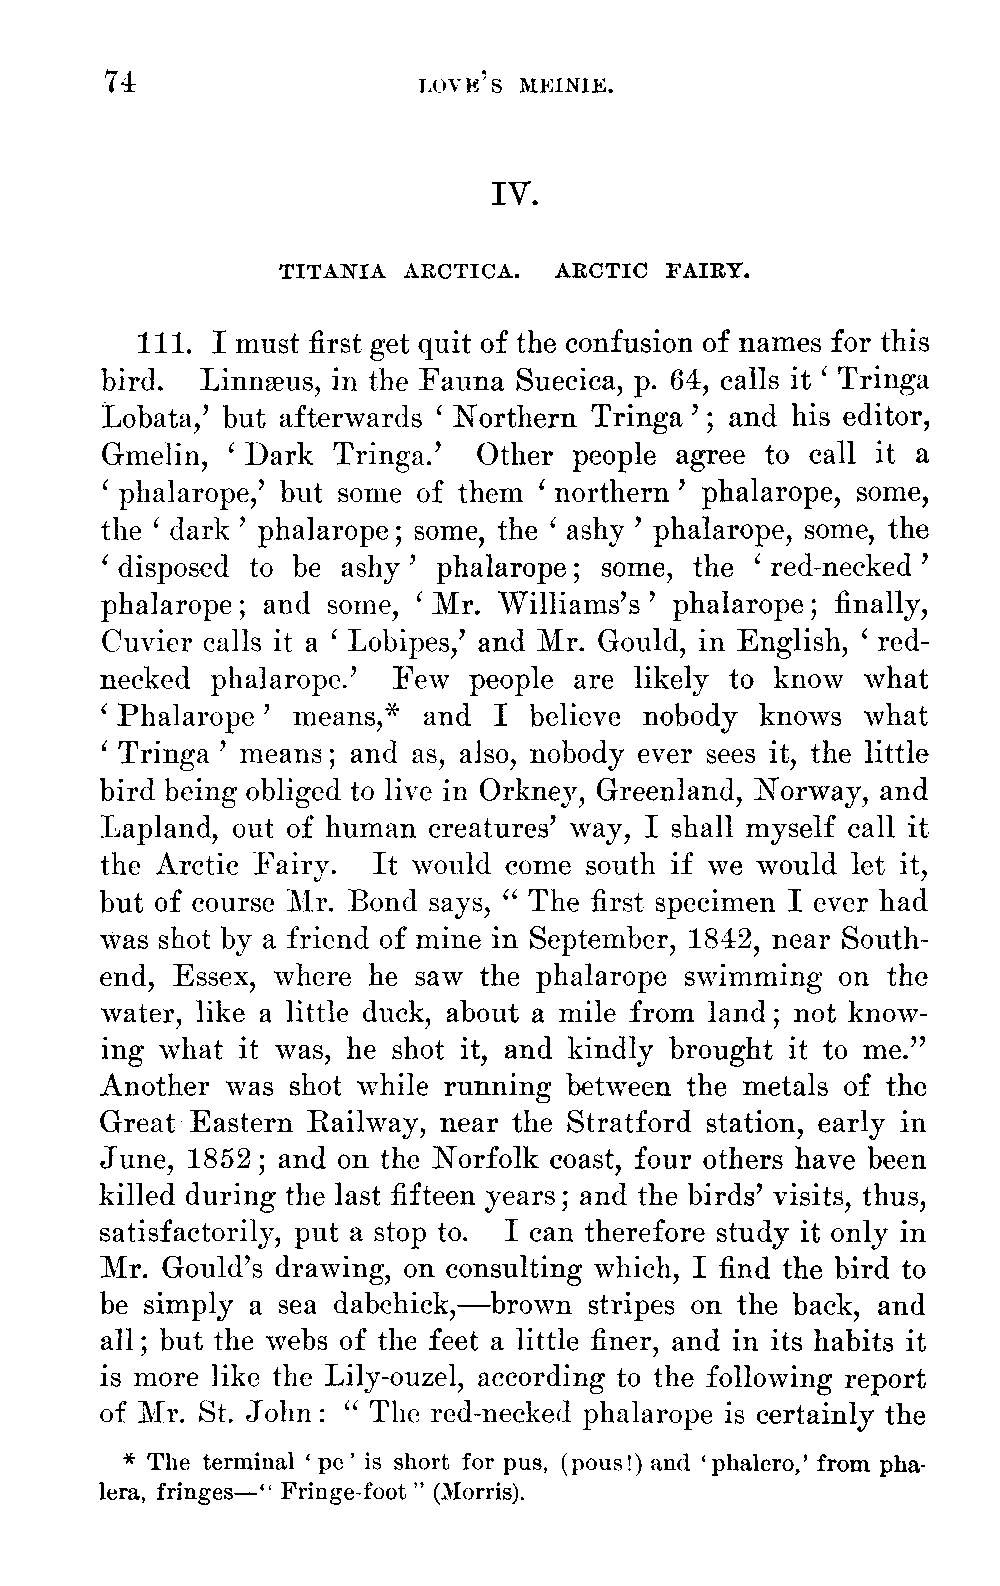 74 LOVE'S MEINIE.
IV.
TITANIA ARCTICA. ARCTIC FAIRY.
111. I must first get quit of the confusion of names for this
bird. Linnæus, in the Fauna Suecica, p. 64, calls it ‘ Tringa
Lobata,’ but afterwards ‘ Northern Tringa ’; and his editor,
Gmelin, ‘ Dark Tringa.’ Other people agree to call it a
‘ phalarope,’ but some of them ‘ northern ’ phalarope, some,
the ‘ dark ’ phalarope; some, the ‘ ashy ’ phalarope, some, the
‘ disposed to be ashy ’ phalarope; some, the ‘ red-necked ’
phalarope; and some, ‘ Mr. Williams's ’ phalarope; finally,
Cuvier calls it a ‘ Lobipes,’ and Mr. Gould, in English, ‘ red-
necked phalarope.’ Few people are likely to know what
‘ Phalarope ’ means,* and I believe nobody knows what
‘ Tringa ’ means; and as, also, nobody ever sees it, the little
bird being obliged to live in Orkney, Greenland, Norway, and
Lapland, out of human creatures’ way, I shall myself call it
the Arctic Fairy. It would come south if we would let it,
but of course Mr. Bond says, “ The first specimen I ever had
was shot by a friend of mine in September, 1842, near South-
end, Essex, where he saw the phalarope swimming on the
water, like a little duck, about a mile from land; not know-
ing what it was, he shot it, and kindly brought it to me.”
Another was shot while running between the metals of the
Great Eastern Railway, near the Stratford station, early in
June, 1852; and on the Norfolk coast, four others have been
killed during the last fifteen years; and the birds’ visits, thus,
satisfactorily, put a stop to. I can therefore study it only in
Mr. Gould's drawing, on consulting which, I find the bird to
be simply a sea dabchick,—brown stripes on the back, and
all; but the webs of the feet a little finer, and in its habits it
is more like the Lily-ouzel, according to the following report
of Mr. St. John: “ The red-necked phalarope is certainly the
* The terminal ‘ pe ’ is short for pus, (pous!) and ‘phalero,’ from pha-
lera, fringes—“ Fringe-foot ” (Morris).